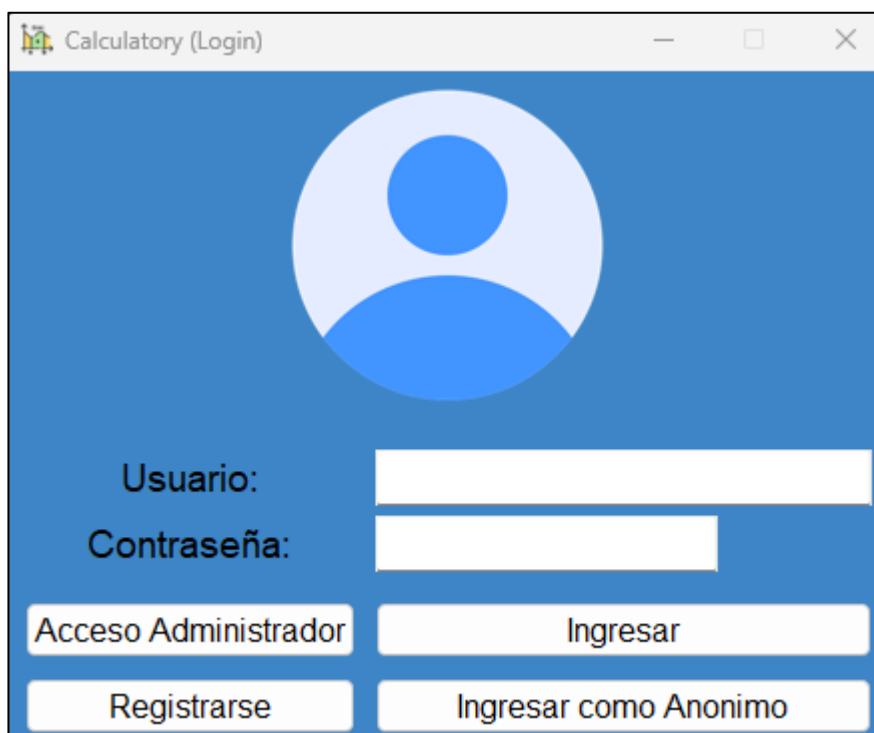 Calculatory (Login)
Usuario:
Contraseña:
Acceso Administrador
Ingresar
Registrarse
Ingresar como Anonimo